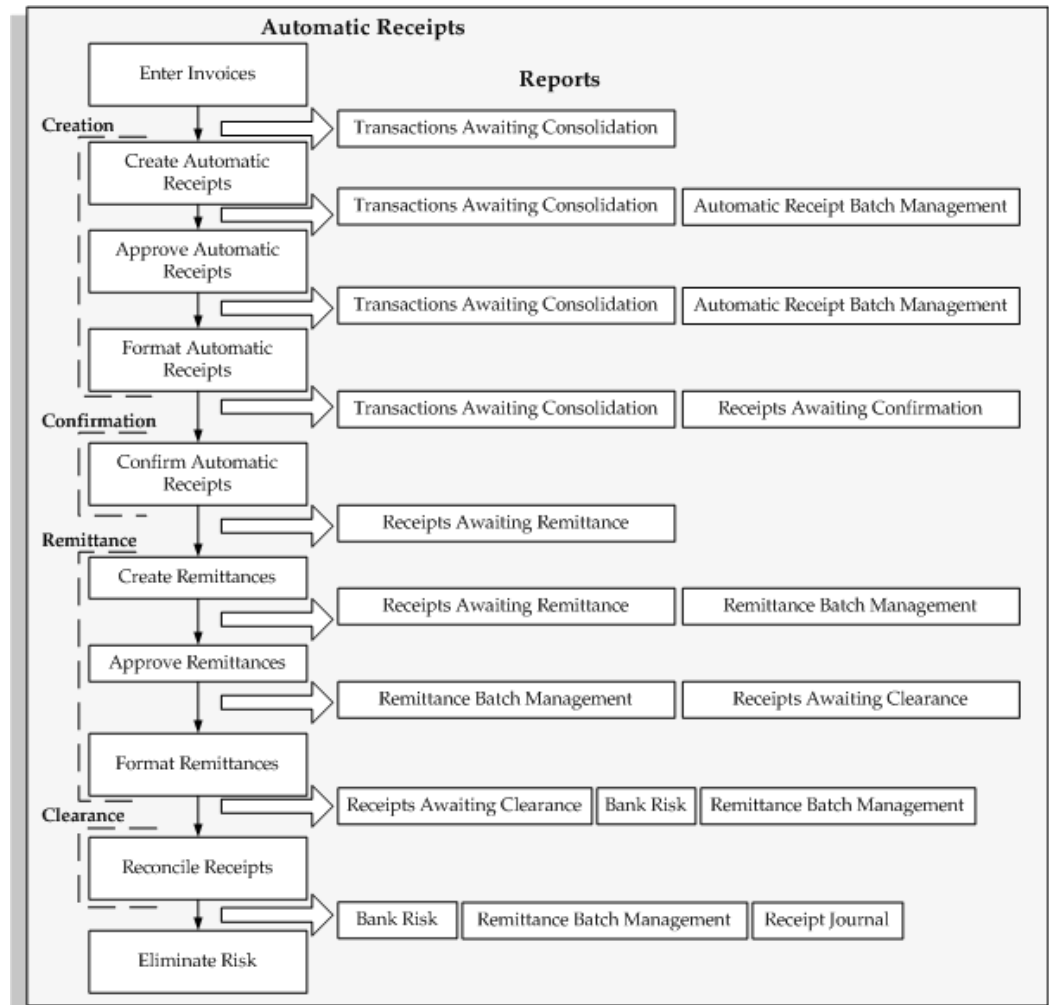 Automatic Receipts
Enter Invoices
Reports
Creation
Transactions Awaiting Consolidation
Create Automatic
Receipts
Transactions Awaiting Consolidation
Automatic Receipt Batch Management
Approve Automatic
Receipts
Transactions Awaiting Consolidation
Automatic Receipt Batch Management
Format Automatic
Receipts
Transactions Awaiting Consolidation
Receipts Awaiting Confirmation
Confirmation
Confirm Automatic
Receipts
Receipts Awaiting Remittance
Remittance
Create Remittances
Receipts Awaiting Remittance
Remittance Batch Management
Approve Remittances
Remittance Batch Management
Receipts Awaiting Clearance
Format Remittances
Receipts Awaiting Clearance
Bank Risk
Remittance Batch Management
Clearance
Reconcile Receipts
Bank Risk
Remittance Batch Management
Receipt Journal
Eliminate Risk